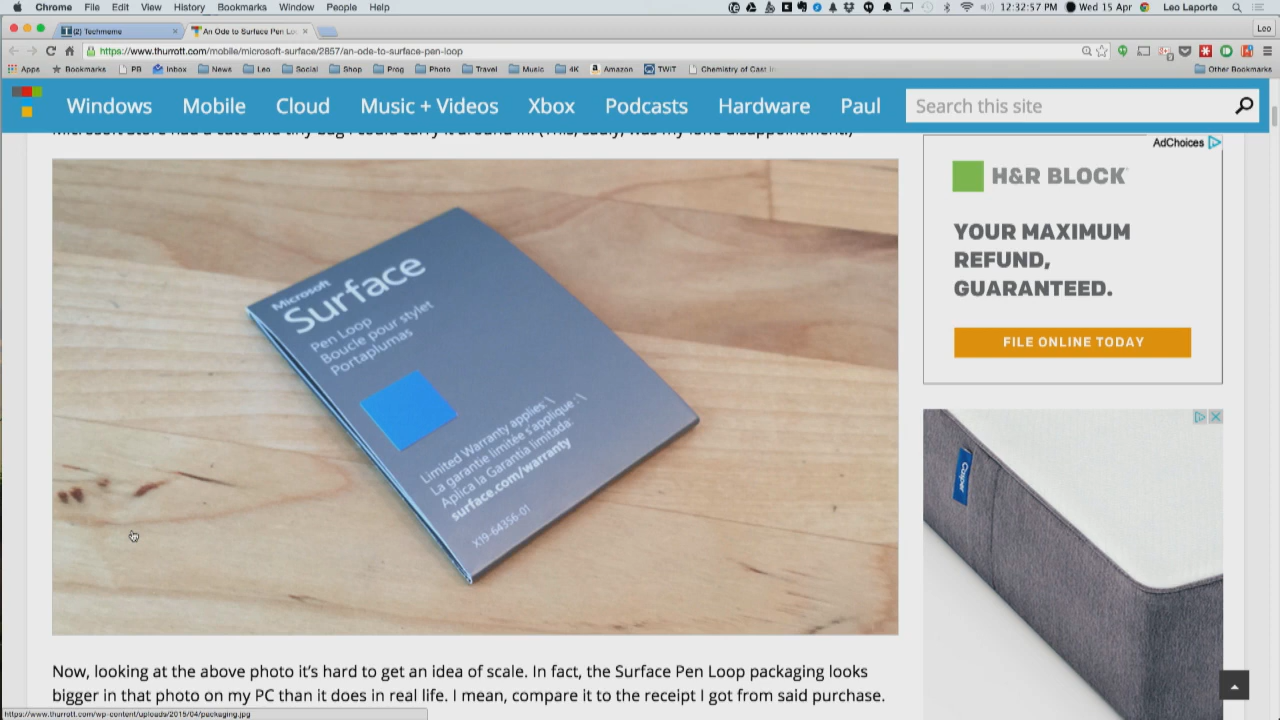 Chrome File Edit View History Bookmarks Window People Help 12:32:57 PM Wed 15 Apr Leo Laporte
(2) Techmeme An Ode to Surface Pen Lo Leo
https://www.thurrott.com/mobile/microsoft-surface/2857/an-ode-to-surface-pen-loop
Apps Bookmarks PB Inbox News Leo Social Shop Prog Photo Travel Music 4K Amazon TWiT Chemistry of Cast Other Bookmarks
Windows Mobile Cloud Music + Videos Xbox Podcasts Hardware Paul Search this site
AdChoices
H&R BLOCK
YOUR MAXIMUM
REFUND,
GUARANTEED.
FILE ONLINE TODAY
Microsoft
Surface
Pen Loop
Boucle pour stylet
Portaplumas
Limited Warranty applies: \
La garantie limitée s'applique : \
Aplica la Garantía limitada:
surface.com/warranty
X19-64356-01
Casper
Now, looking at the above photo it's hard to get an idea of scale. In fact, the Surface Pen Loop packaging looks
bigger in that photo on my PC than it does in real life. I mean, compare it to the receipt I got from said purchase.
https://www.thurrott.com/wp-content/uploads/2015/04/packaging.jpg